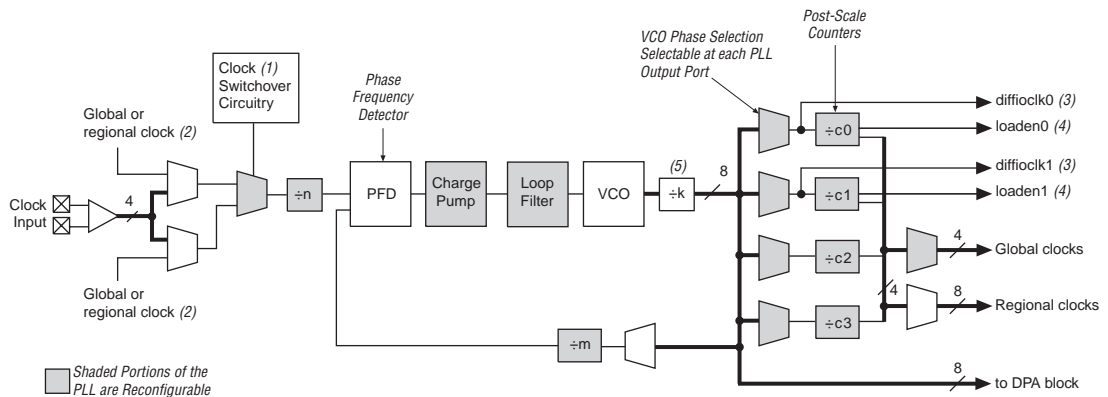 Post-Scale
Counters
VCO Phase Selection
Selectable at each PLL
Output Port
Clock (1)
Switchover
Circuitry
Phase
Frequency
Detector
Global or
regional clock (2)
Clock
Input
4
Global or
regional clock (2)
÷n
PFD
Charge
Pump
Loop
Filter
VCO
(5)
÷k
8
÷c0
÷c1
÷c2
÷c3
4
diffioclk0 (3)
loaden0 (4)
diffioclk1 (3)
loaden1 (4)
4
Global clocks
8
Regional clocks
÷m
8
to DPA block
Shaded Portions of the
PLL are Reconfigurable